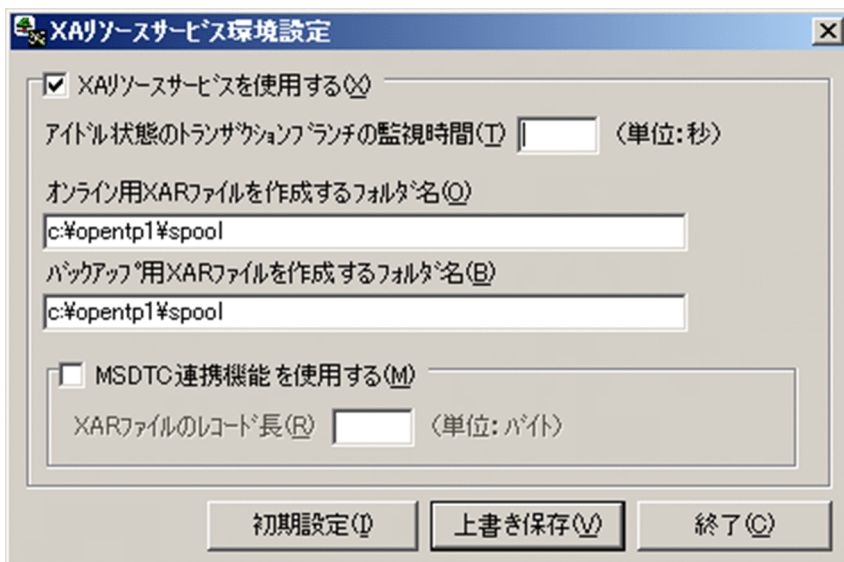 XAリソースサービス環境設定
XAリソースサービスを使用する(X)
アイドル状態のトランザクションブランチの監視時間(T) (単位:秒)
オンライン用XARファイルを作成するフォルダ名(O)
c:¥opentp1¥spool
バックアップ用XARファイルを作成するフォルダ名(B)
c:¥opentp1¥spool
MSDTC連携機能を使用する(M)
XARファイルのレコード長(R) (単位:バイト)
初期設定(I) 上書き保存(V) 終了(C)